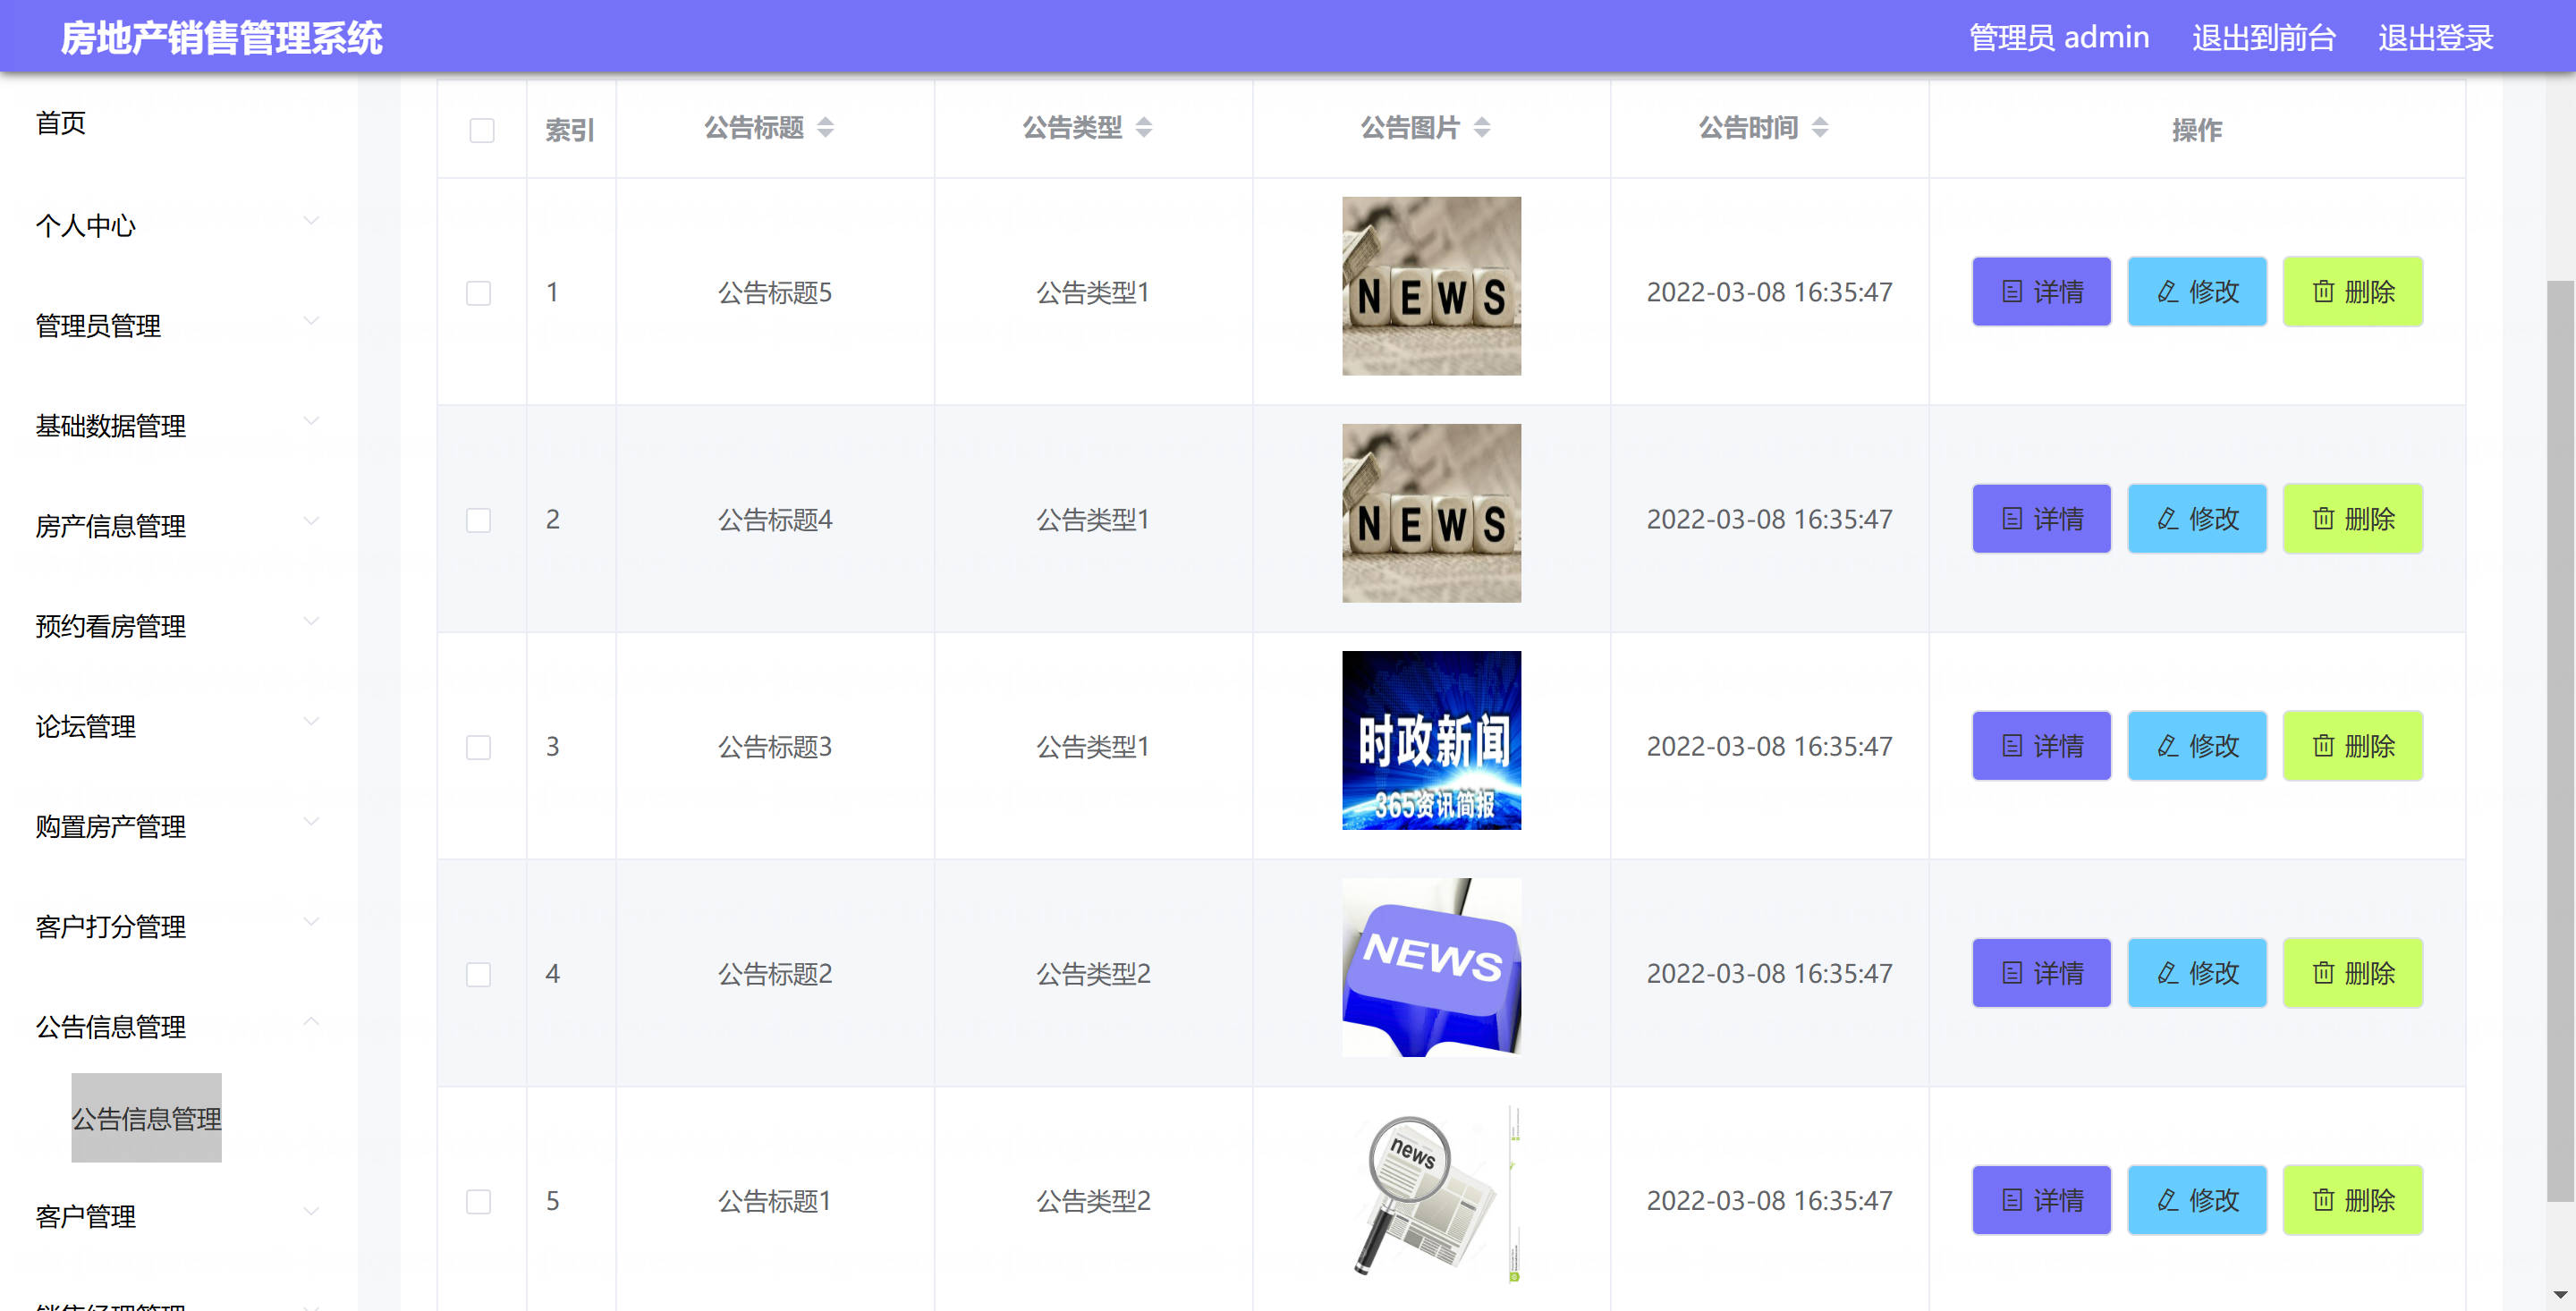 房地产销售管理系统
管理员 admin 退出到前台 退出登录
首页
个人中心
管理员管理
基础数据管理
房产信息管理
预约看房管理
论坛管理
购置房产管理
客户打分管理
公告信息管理
公告信息管理
客户管理
销售经理管理
索引 公告标题 公告类型 公告图片 公告时间 操作
1 公告标题5 公告类型1 NEWS 2022-03-08 16:35:47 详情 修改 删除
2 公告标题4 公告类型1 NEWS 2022-03-08 16:35:47 详情 修改 删除
3 公告标题3 公告类型1 时政新闻 365资讯简报 2022-03-08 16:35:47 详情 修改 删除
4 公告标题2 公告类型2 NEWS 2022-03-08 16:35:47 详情 修改 删除
5 公告标题1 公告类型2 news 2022-03-08 16:35:47 详情 修改 删除